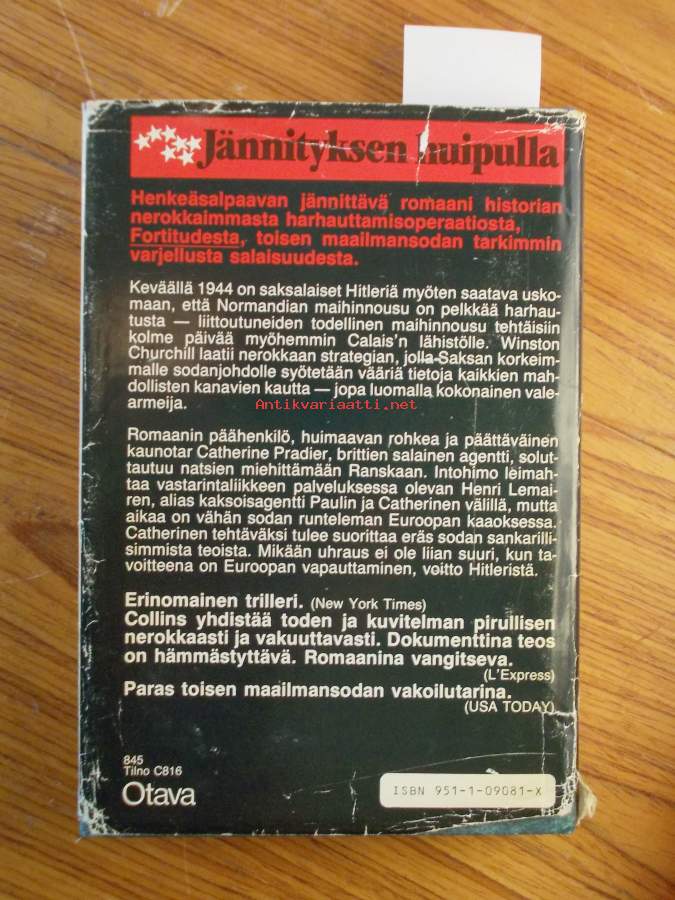 Jännityksen huipulla
Henkeäsalpaavan jännittävä romaani historian
nerokkaimmasta harhauttamisoperaatiosta,
Fortitudesta, toisen maailmansodan tarkimmin
varjellusta salaisuudesta.
Keväällä 1944 on saksalaiset Hitleriä myöten saatava usko-
maan, että Normandian maihinnousu on pelkkää harhau-
tusta — liittoutuneiden todellinen maihinnousu tehtäisiin
kolme päivää myöhemmin Calais'n lähistölle. Winston
Churchill laatii nerokkaan strategian, jolla Saksan korkeim-
malle sodanjohdolle syötetään vääriä tietoja kaikkien mah-
dollisten kanavien kautta — jopa luomalla kokonainen vale-
armeija.
Antikvariaatti.net
Romaanin päähenkilö, huimaavan rohkea ja päättäväinen
kaunotar Catherine Pradier, brittien salainen agentti, solut-
tautuu natsien miehittämään Ranskaan. Intohimo leimah-
taa vastarintaliikkeen palveluksessa olevan Henri Lemai-
ren, alias kaksoisagentti Paulin ja Catherinen välillä, mutta
aikaa on vähän sodan runteleman Euroopan kaaoksessa.
Catherinen tehtäväksi tulee suorittaa eräs sodan sankarilli-
simmistä teoista. Mikään uhraus ei ole liian suuri, kun ta-
voitteena on Euroopan vapauttaminen, voitto Hitleristä.
Erinomainen trilleri. (New York Times)
Collins yhdistää toden ja kuvitelman pirullisen
nerokkaasti ja vakuuttavasti. Dokumenttina teos
on hämmästyttävä. Romaanina vangitseva.
(L'Express)
Paras toisen maailmansodan vakoilutarina.
(USA TODAY)
845
Tilno C816
Otava
ISBN 951-1-09081-X